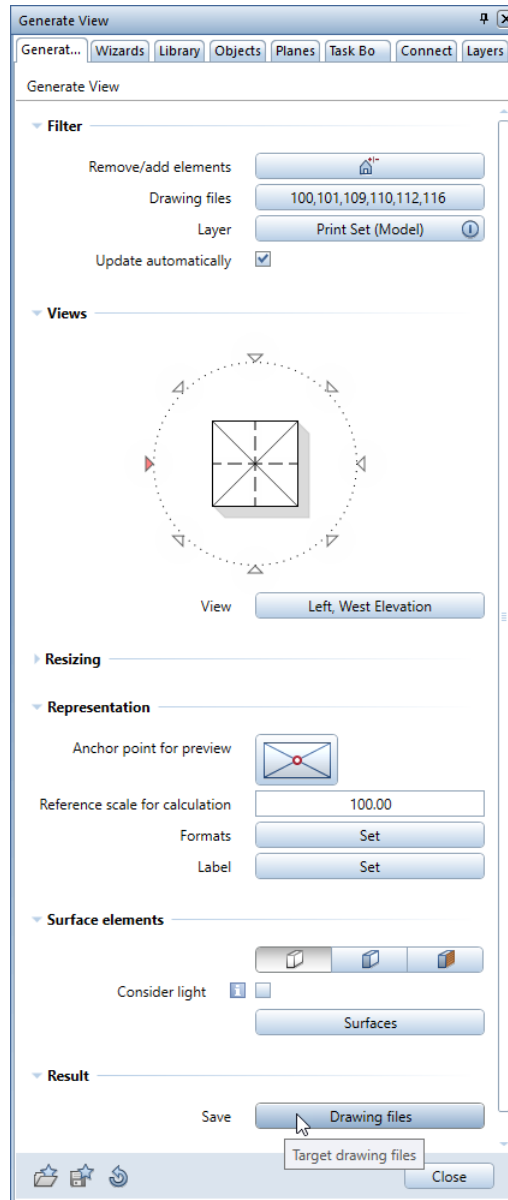 Generate View
Generat... Wizards Library Objects Planes Task Bo Connect Layers
Generate View
Filter
Remove/add elements
Drawing files 100,101,109,110,112,116
Layer Print Set (Model)
Update automatically
Views
View Left, West Elevation
Resizing
Representation
Anchor point for preview
Reference scale for calculation 100.00
Formats Set
Label Set
Surface elements
Consider light
Surfaces
Result
Save Drawing files
Target drawing files
Close